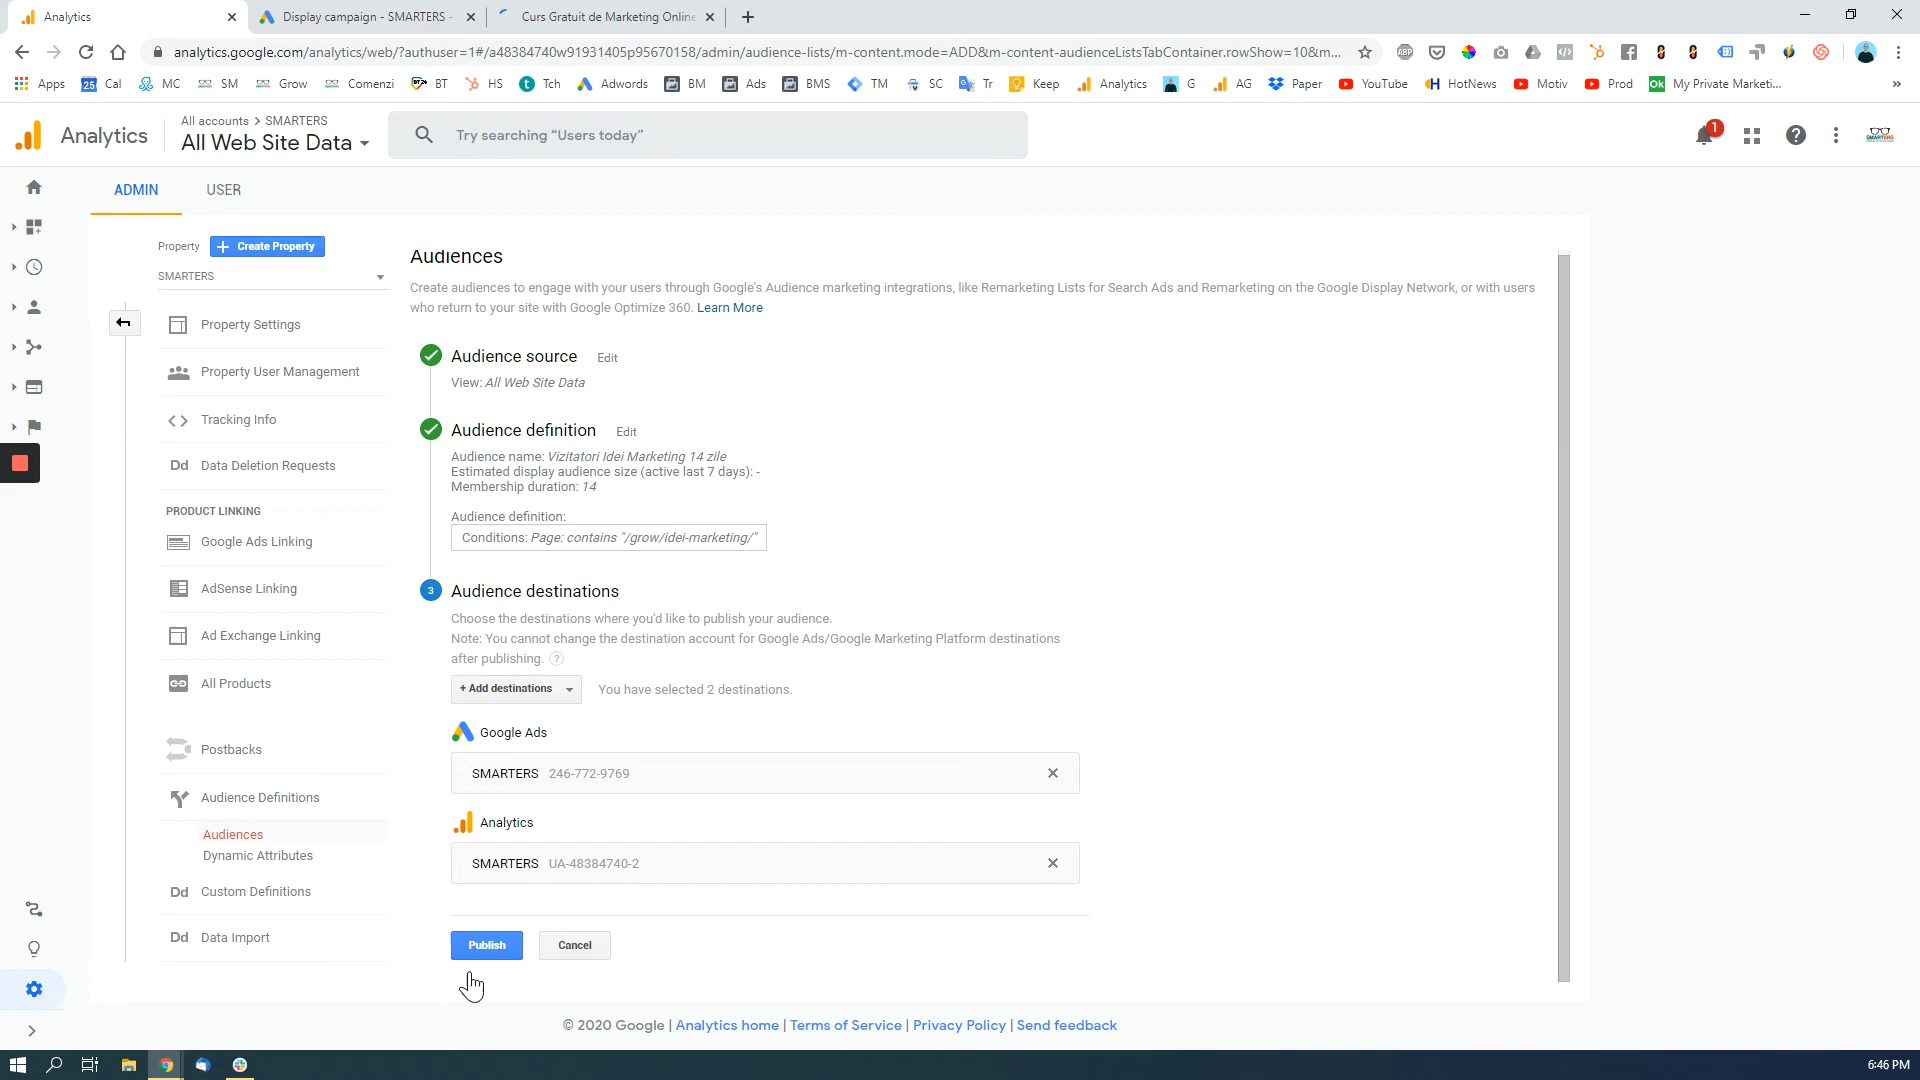 Analytics
Display campaign - SMARTERS -
Curs Gratuit de Marketing Online
analytics.google.com/analytics/web/?authuser=1#/a48384740w91931405p95670158/admin/audience-lists/m-content.mode=ADD&m-content-audienceListsTabContainer.rowShow=10&m...
Apps
25 Cal
MC
SM
Grow
Comenzi
BT
HS
t Tch
Adwords
BM
Ads
BMS
TM
SC
Tr
Keep
Analytics
G
AG
Paper
YouTube
HotNews
Motiv
Prod
Ok My Private Marketi...
»
Analytics
All accounts > SMARTERS
All Web Site Data
Try searching “Users today”
1
SMARTERS
ADMIN
USER
Property
+ Create Property
SMARTERS
Property Settings
Property User Management
Tracking Info
Dd Data Deletion Requests
PRODUCT LINKING
Google Ads Linking
AdSense Linking
Ad Exchange Linking
All Products
Postbacks
Audience Definitions
Audiences
Dynamic Attributes
Dd Custom Definitions
Dd Data Import
Audiences
Create audiences to engage with your users through Google's Audience marketing integrations, like Remarketing Lists for Search Ads and Remarketing on the Google Display Network, or with users
who return to your site with Google Optimize 360. Learn More
Audience source Edit
View: All Web Site Data
Audience definition Edit
Audience name: Vizitatori Idei Marketing 14 zile
Estimated display audience size (active last 7 days): -
Membership duration: 14
Audience definition:
Conditions: Page: contains "/grow/idei-marketing/"
3 Audience destinations
Choose the destinations where you'd like to publish your audience.
Note: You cannot change the destination account for Google Ads/Google Marketing Platform destinations
after publishing. ?
+ Add destinations
You have selected 2 destinations.
Google Ads
SMARTERS 246-772-9769
Analytics
SMARTERS UA-48384740-2
Publish
Cancel
© 2020 Google | Analytics home | Terms of Service | Privacy Policy | Send feedback
6:46 PM